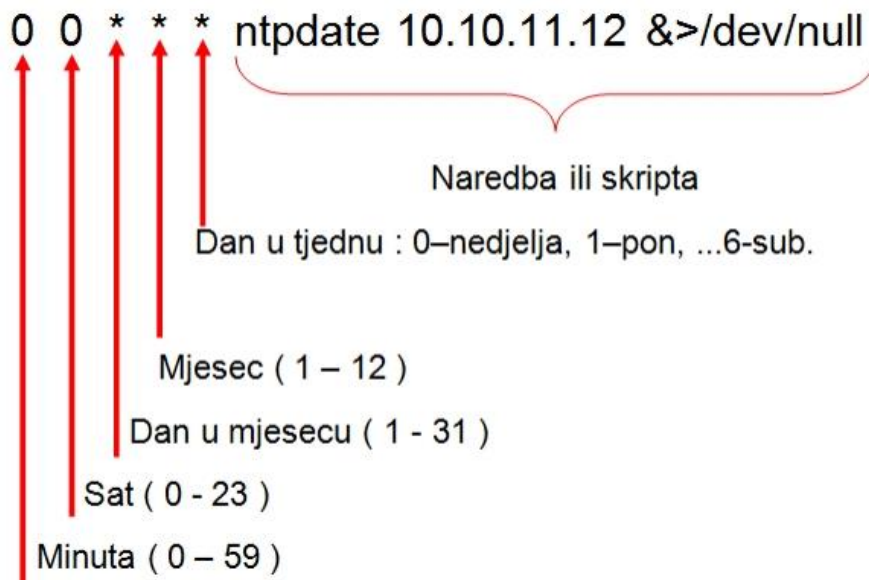 0 0 * * * ntpdate 10.10.11.12 &>/dev/null
Naredba ili skripta
Dan u tjednu : 0–nedjelja, 1–pon, ...6-sub.
Mjesec ( 1 – 12 )
Dan u mjesecu ( 1 - 31 )
Sat ( 0 - 23 )
Minuta ( 0 – 59 )